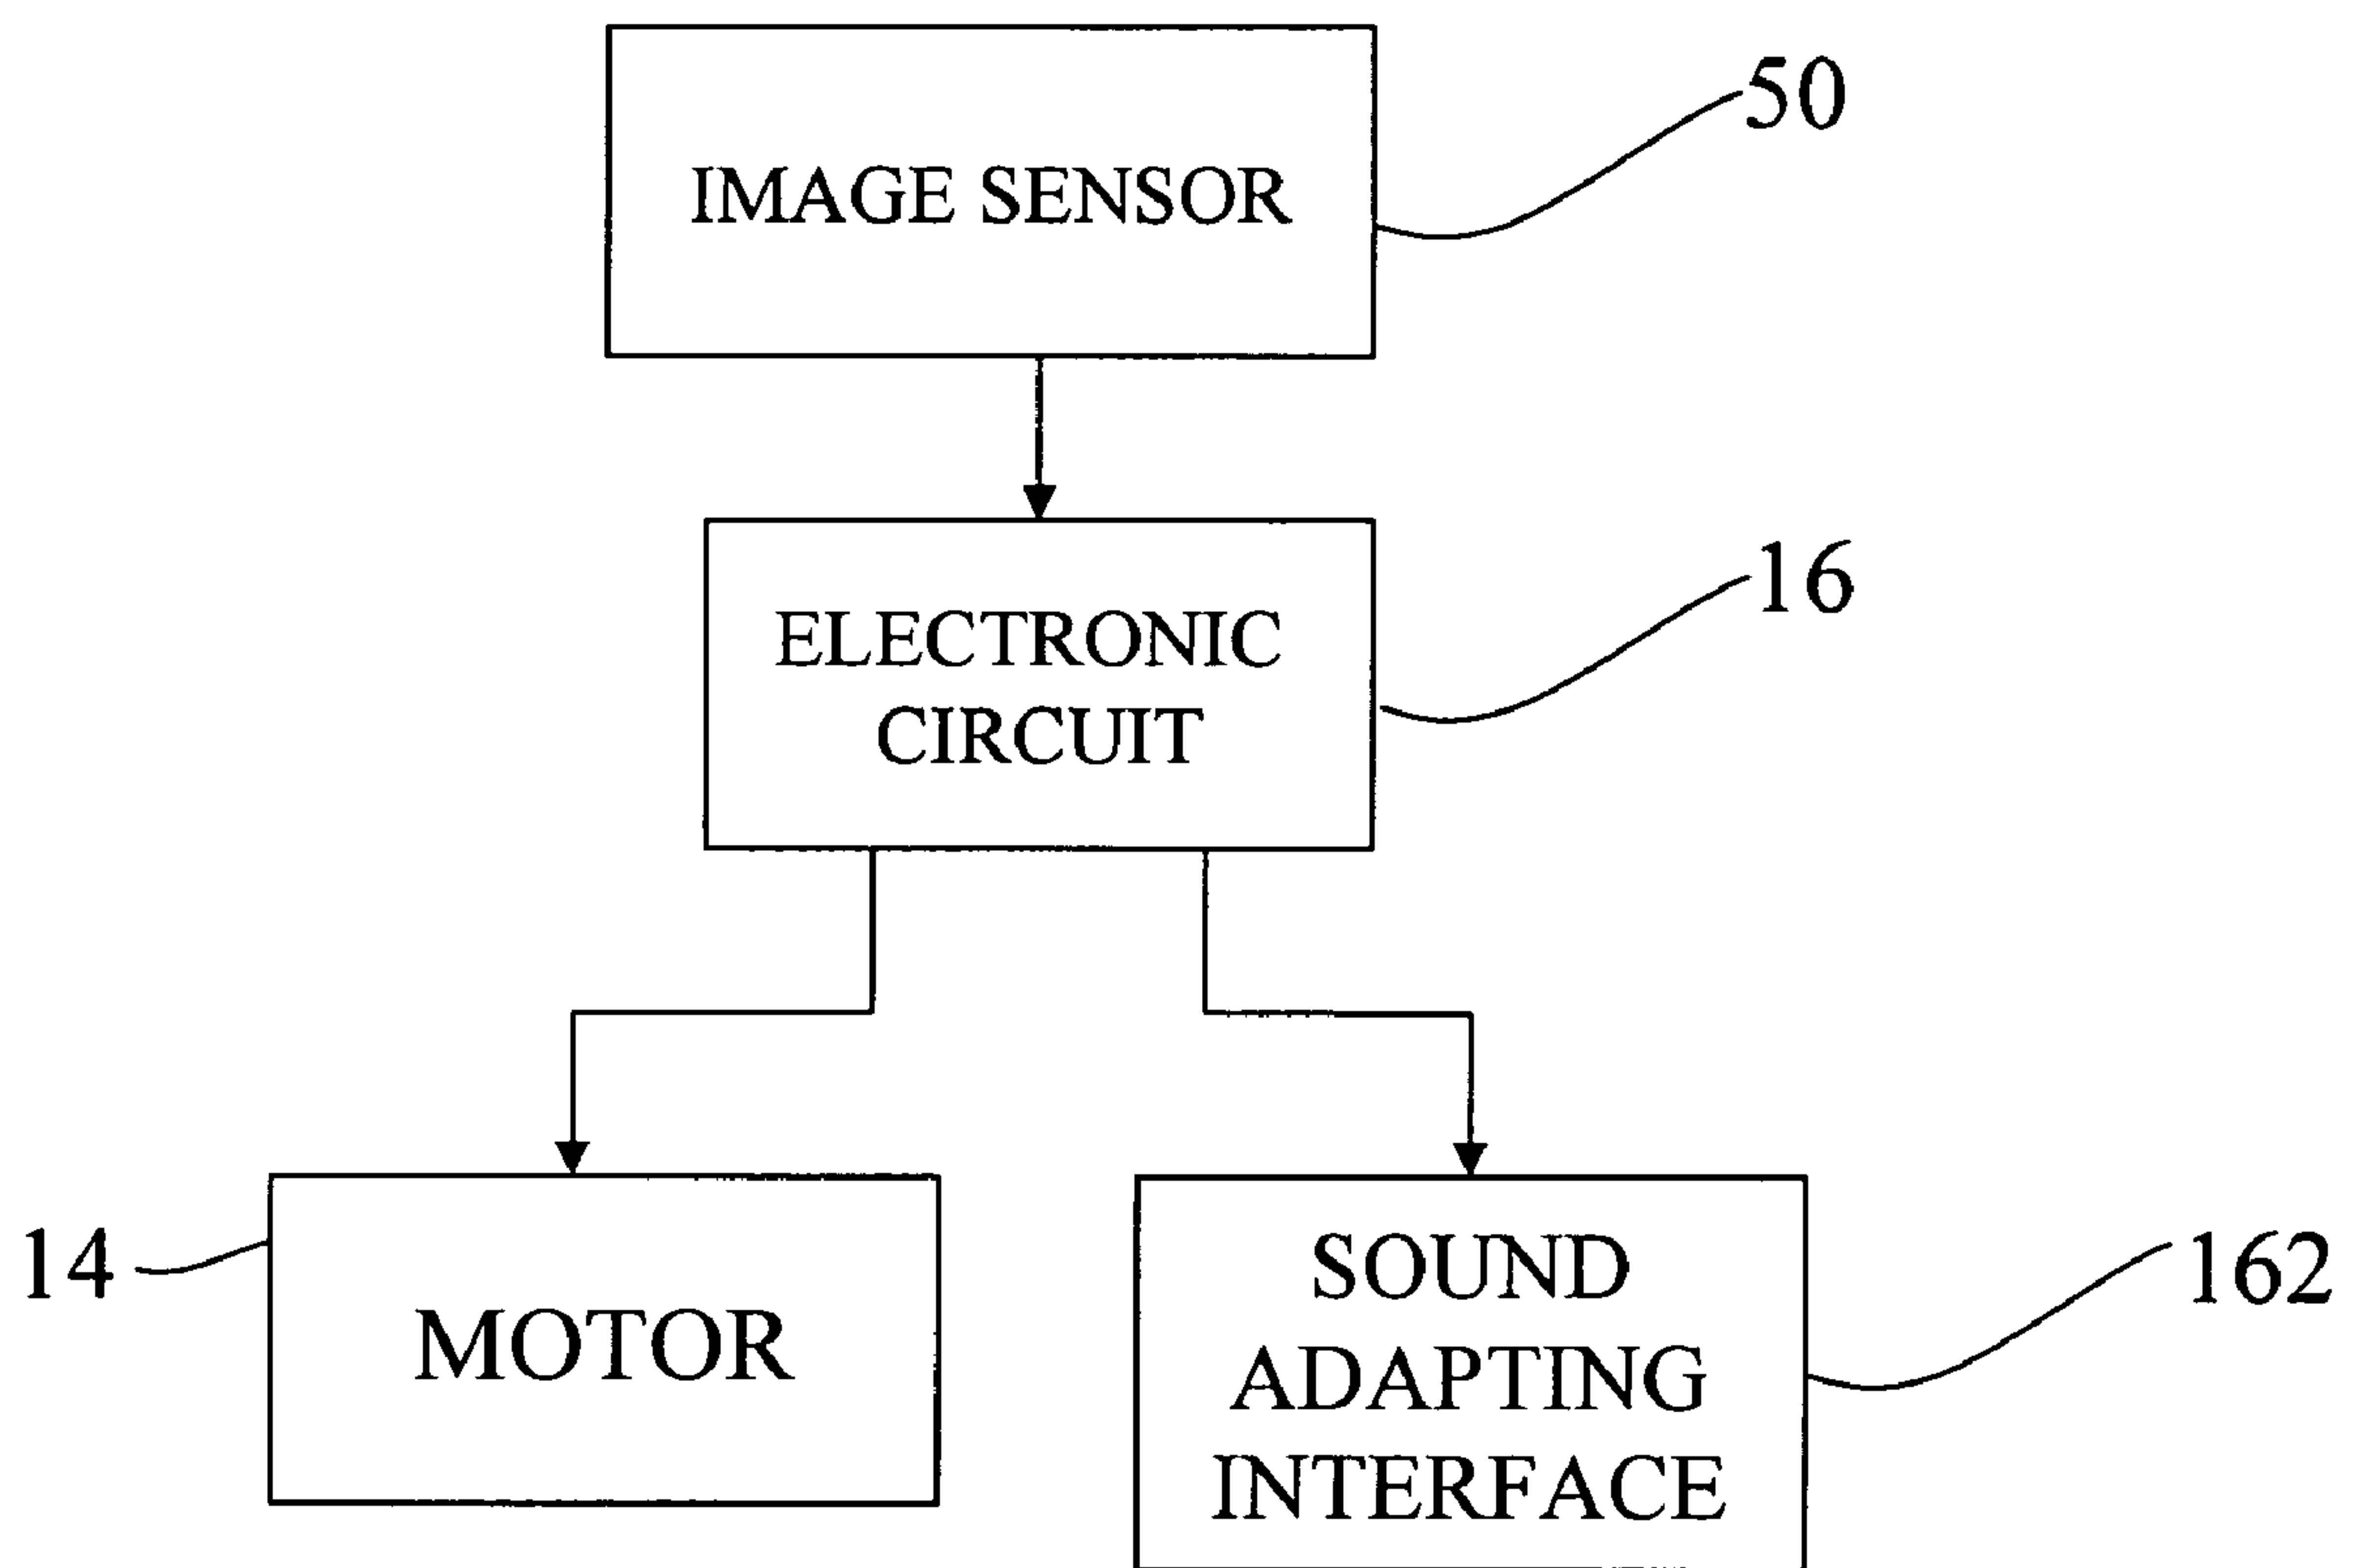 50
IMAGE SENSOR
16
ELECTRONIC
CIRCUIT
14
MOTOR
SOUND
ADAPTING
INTERFACE
162